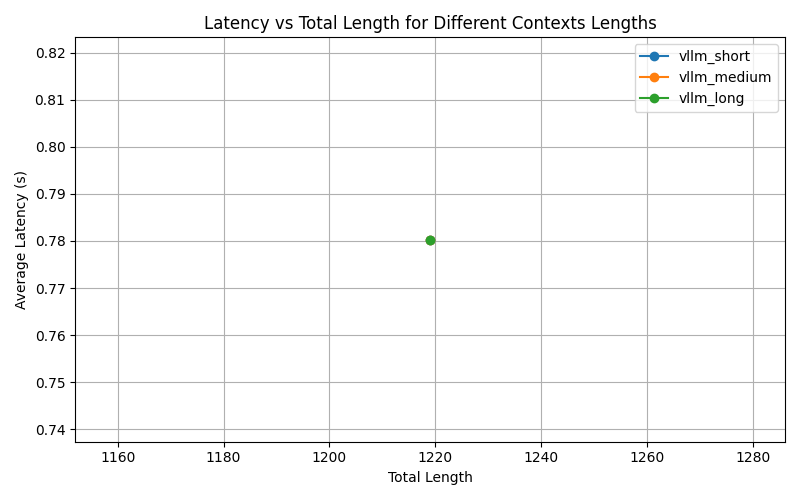 Latency vs Total Length for Different Contexts Lengths
vllm_short
vllm_medium
vllm_long
Average Latency (s)
0.82
0.81
0.80
0.79
0.78
0.77
0.76
0.75
0.74
1160 1180 1200 1220 1240 1260 1280
Total Length